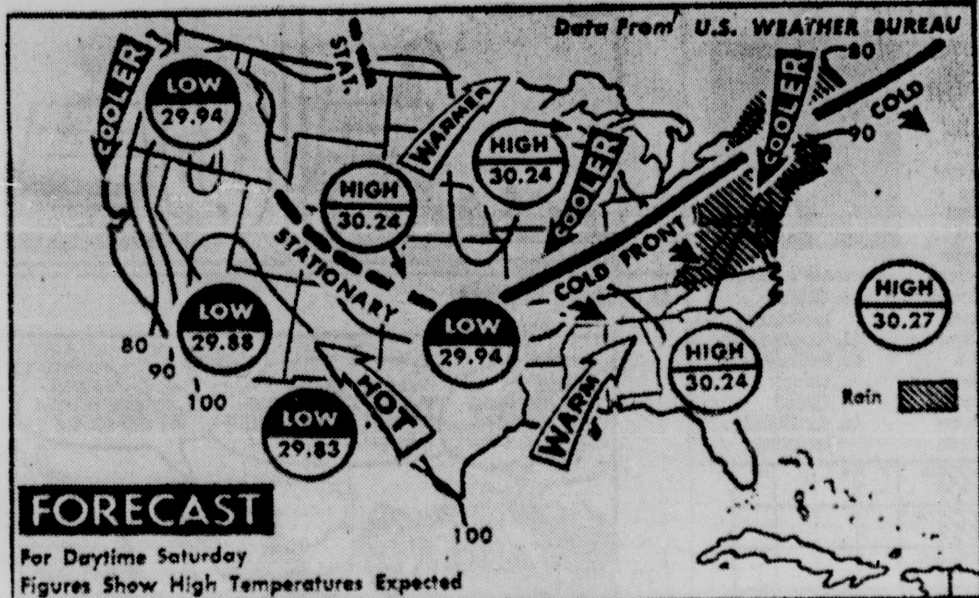 Data From U.S. WEATHER BUREAU
COOLER
LOW
29.94
STAT.
WARMER
HIGH
30.24
COOLER
COOLER
80
COLD
90
HIGH
30.24
STATIONARY
COLD FRONT
HIGH
30.27
LOW
29.88
LOW
29.94
HIGH
30.24
80
90
100
HOT
WARM
Rain
LOW
29.83
FORECAST
100
For Daytime Saturday
Figures Show High Temperatures Expected